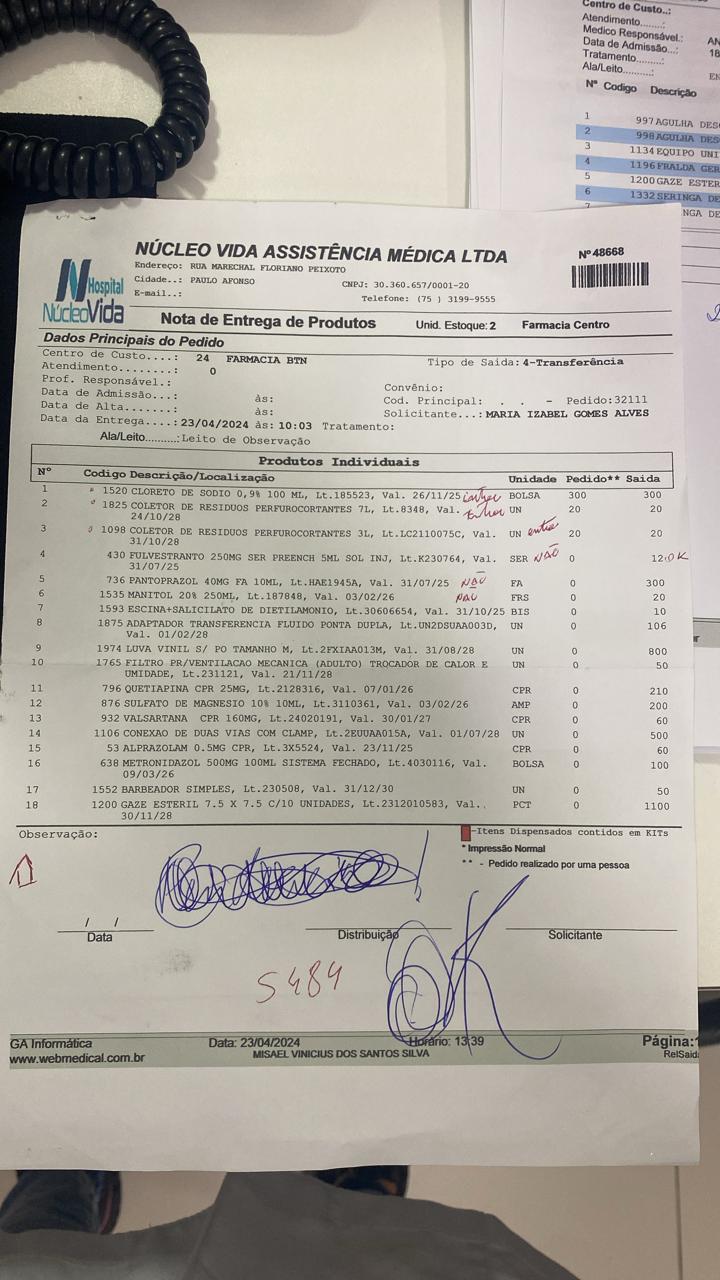 Centro de Custo..:
Atendimento.......:
Medico Responsável.: AN
Data de Admissão...: 18
Tratamento.........:
Ala/Leito..........: EN
Nº Codigo Descrição
1 997 AGULHA DES
2 998 AGULHA DES
3 1134 EQUIPO UNI
4 1196 FRALDA GER
5 1200 GAZE ESTER
6 1332 SERINGA DE
7 NGA DE
Hospital
NúcleoVida
NÚCLEO VIDA ASSISTÊNCIA MÉDICA LTDA
Nº 48668
Endereço: RUA MARECHAL FLORIANO PEIXOTO
Cidade..: PAULO AFONSO CNPJ: 30.360.657/0001-20
E-mail..: Telefone: (75 ) 3199-9555
Nota de Entrega de Produtos Unid. Estoque: 2 Farmacia Centro
Dados Principais do Pedido
Centro de Custo....: 24 FARMACIA BTN Tipo de Saida: 4-Transferência
Atendimento........: 0
Prof. Responsável.: Convênio:
Data de Admissão...: às: Cod. Principal: . . - Pedido:32111
Data de Alta.......: às: Solicitante...: MARIA IZABEL GOMES ALVES
Data da Entrega....: 23/04/2024 às: 10:03 Tratamento:
Ala/Leito.........: Leito de Observação
Produtos Individuais
Nº Codigo Descrição/Localização Unidade Pedido** Saida
1 * 1520 CLORETO DE SODIO 0,9% 100 ML, Lt.185523, Val. 26/11/25 BOLSA 300 300
2 * 1825 COLETOR DE RESIDUOS PERFUROCORTANTES 7L, Lt.8348, Val. UN 20 20
24/10/28
3 * 1098 COLETOR DE RESIDUOS PERFUROCORTANTES 3L, Lt.LC2110075C, Val. UN 20 20
31/10/28
4 430 FULVESTRANTO 250MG SER PREENCH 5ML SOL INJ, Lt.K230764, Val. SER NÃO 0 12 OK
31/07/25
5 736 PANTOPRAZOL 40MG FA 10ML, Lt.HAE1945A, Val. 31/07/25 NÃO FA 0 300
6 1535 MANITOL 20% 250ML, Lt.187848, Val. 03/02/26 NÃO FRS 0 20
7 1593 ESCINA+SALICILATO DE DIETILAMONIO, Lt.30606654, Val. 31/10/25 BIS 0 10
8 1875 ADAPTADOR TRANSFERENCIA FLUIDO PONTA DUPLA, Lt.UN2DSUAA003D, UN 0 106
Val. 01/02/28
9 1974 LUVA VINIL S/ PO TAMANHO M, Lt.2FXIAA013M, Val. 31/08/28 UN 0 800
10 1765 FILTRO PR/VENTILACAO MECANICA (ADULTO) TROCADOR DE CALOR E UN 0 50
UMIDADE, Lt.231121, Val. 21/11/28
11 796 QUETIAPINA CPR 25MG, Lt.2128316, Val. 07/01/26 CPR 0 210
12 876 SULFATO DE MAGNESIO 10% 10ML, Lt.3110361, Val. 03/02/26 AMP 0 200
13 932 VALSARTANA CPR 160MG, Lt.24020191, Val. 30/01/27 CPR 0 60
14 1106 CONEXAO DE DUAS VIAS COM CLAMP, Lt.2EUUAA015A, Val. 01/07/28 UN 0 500
15 53 ALPRAZOLAM 0.5MG CPR, Lt.3X5524, Val. 23/11/25 CPR 0 60
16 638 METRONIDAZOL 500MG 100ML SISTEMA FECHADO, Lt.4030116, Val. BOLSA 0 100
09/03/26
17 1552 BARBEADOR SIMPLES, Lt.230508, Val. 31/12/30 UN 0 50
18 1200 GAZE ESTERIL 7.5 X 7.5 C/10 UNIDADES, Lt.2312010583, Val. PCT 0 1100
30/11/28
Observação:
-Itens Dispensados contidos em KITs
* Impressão Normal
** - Pedido realizado por uma pessoa
/ /
Data Distribuição Solicitante
OK
5484
GA Informática Data: 23/04/2024 Horário: 13:39 Página:1
www.webmedical.com.br MISAEL VINICIUS DOS SANTOS SILVA RelSaid